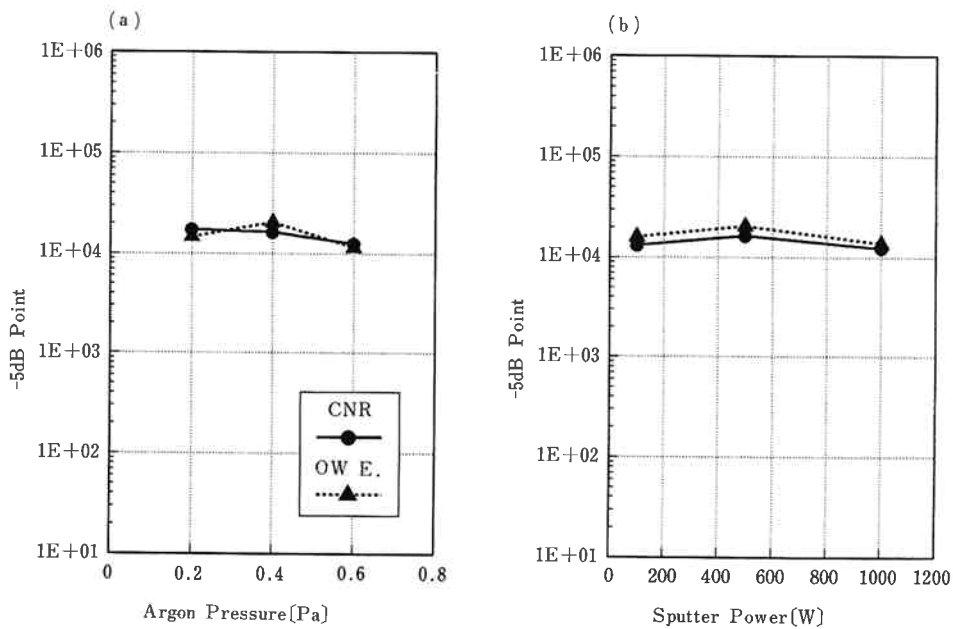 (a)
1E+06
1E+05
1E+04
1E+03
1E+02
1E+01
-5dB Point
0 0.2 0.4 0.6 0.8
Argon Pressure[Pa]
CNR
OW E.
(b)
1E+06
1E+05
1E+04
1E+03
1E+02
1E+01
-5dB Point
0 200 400 600 800 1000 1200
Sputter Power[W]